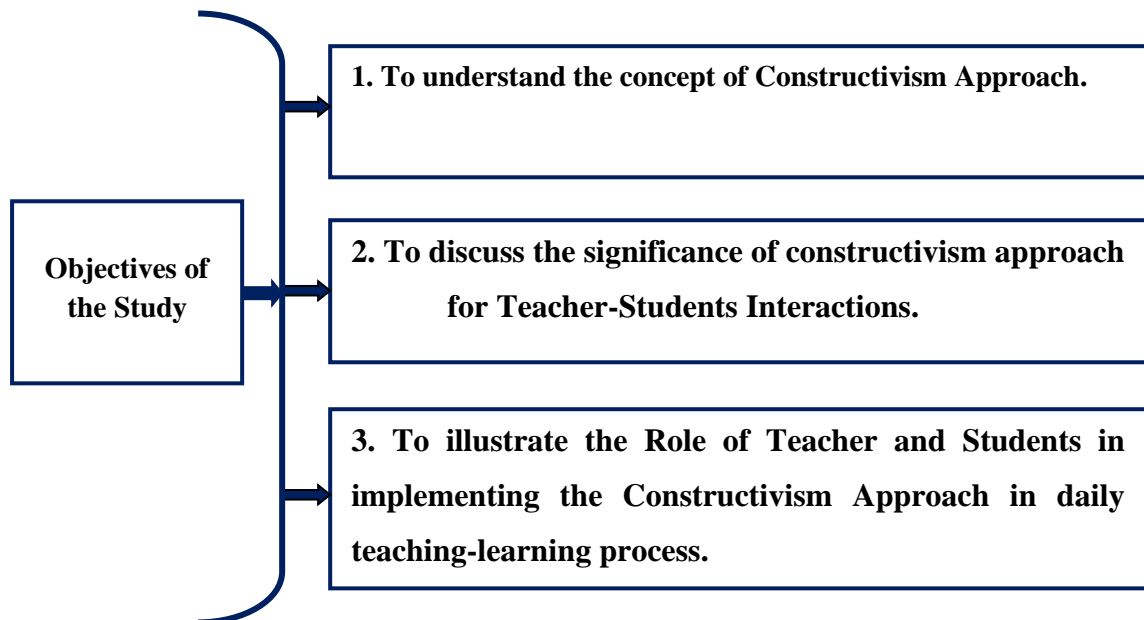 Objectives of
the Study
1. To understand the concept of Constructivism Approach.
2. To discuss the significance of constructivism approach
for Teacher-Students Interactions.
3. To illustrate the Role of Teacher and Students in
implementing the Constructivism Approach in daily
teaching-learning process.